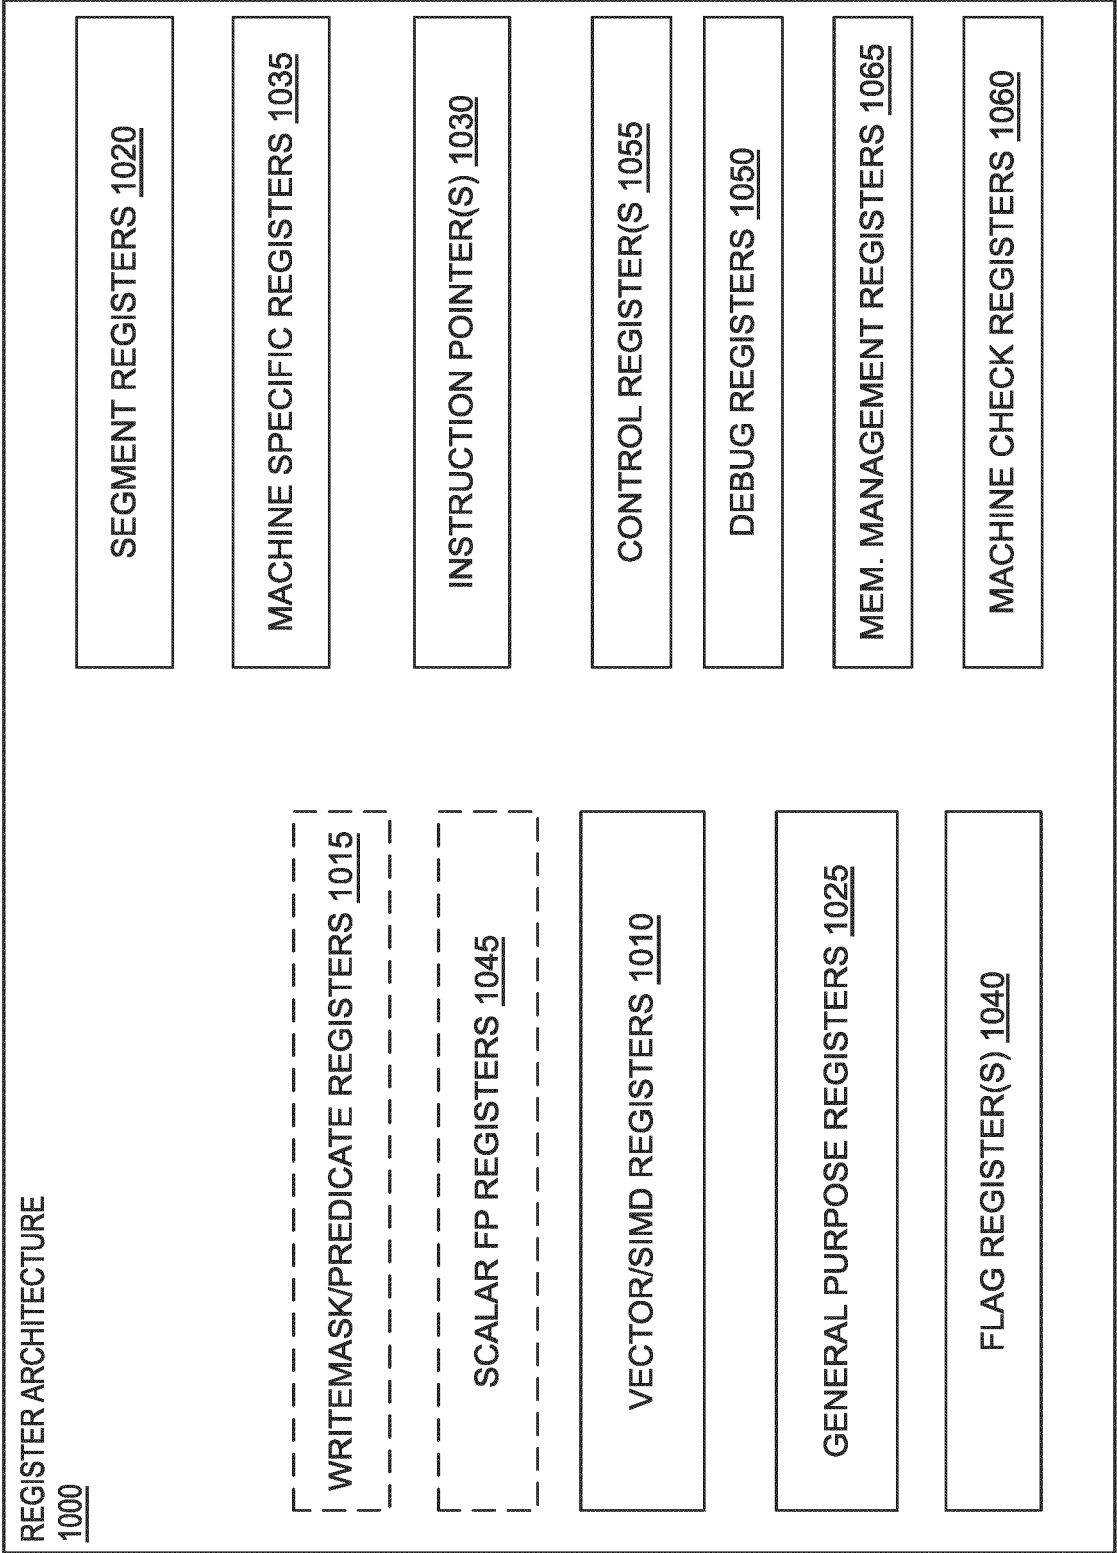 REGISTER ARCHITECTURE
1000
WRITEMASK/PREDICATE REGISTERS 1015
SCALAR FP REGISTERS 1045
VECTOR/SIMD REGISTERS 1010
GENERAL PURPOSE REGISTERS 1025
FLAG REGISTER(S) 1040
SEGMENT REGISTERS 1020
MACHINE SPECIFIC REGISTERS 1035
INSTRUCTION POINTER(S) 1030
CONTROL REGISTER(S 1055
DEBUG REGISTERS 1050
MEM. MANAGEMENT REGISTERS 1065
MACHINE CHECK REGISTERS 1060